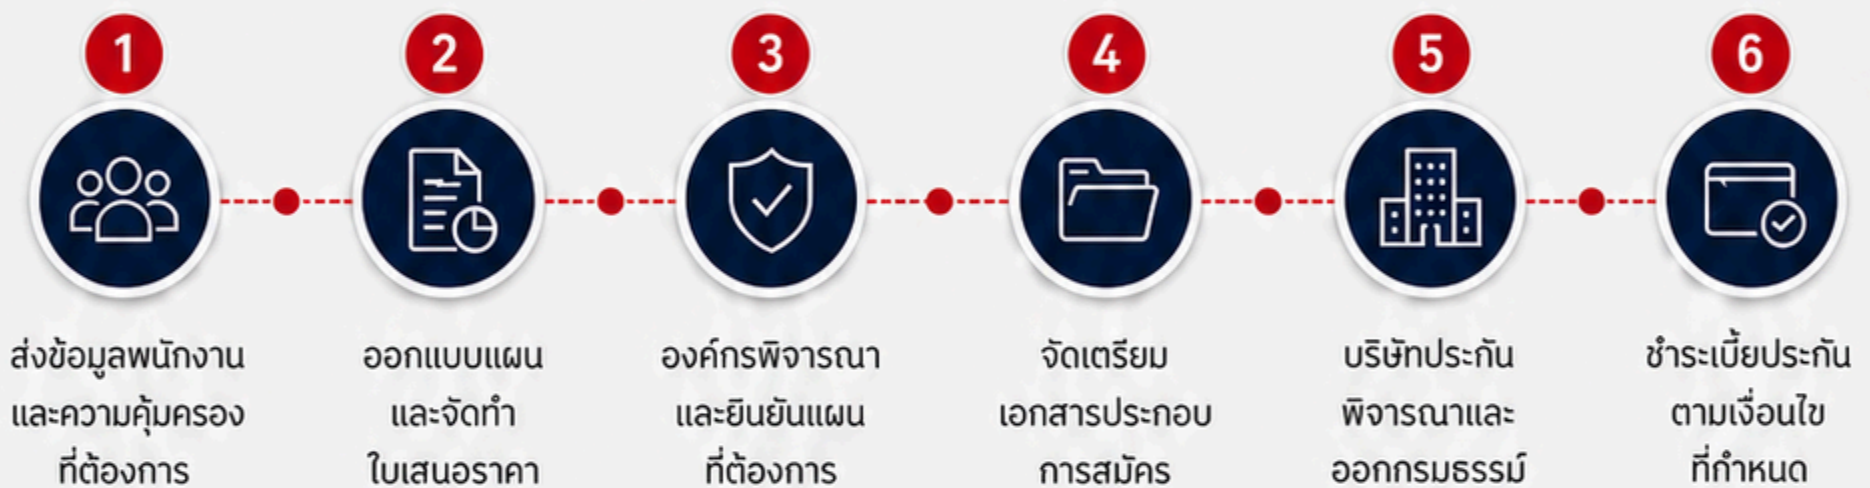 1
2
3
4
5
6
ส่งข้อมูลพนักงาน
และความคุ้มครอง
ที่ต้องการ
ออกแบบแผน
และจัดทำ
ใบเสนอราคา
องค์กรพิจารณา
และยินยันแผน
ที่ต้องการ
จัดเตรียม
เอกสารประกอบ
การสมัคร
บริษัทประกัน
พิจารณาและ
ออกกรมธรรม์
ชำระเบี้ยประกัน
ตามเงื่อนไข
ที่กำหนด